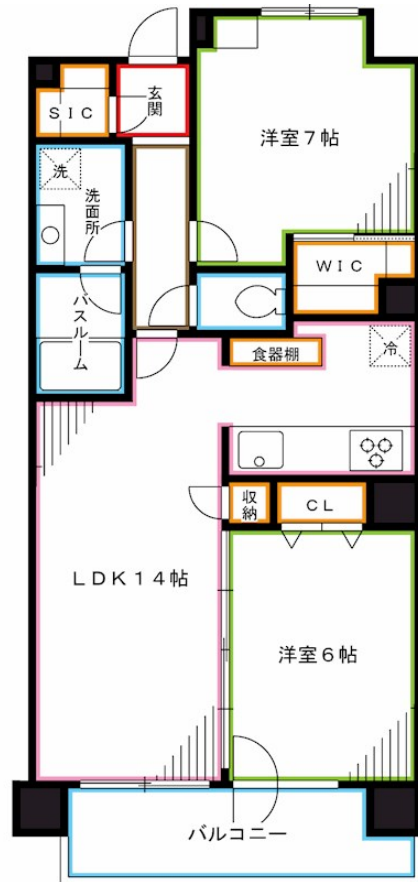 玄関
SIC
洋室7帖
洗
洗面所
WIC
バスルーム
食器棚
冷
収納
CL
LDK14帖
洋室6帖
バルコニー